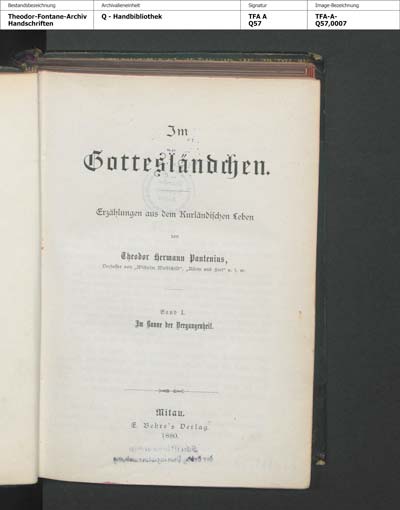 Bestandsbezeichnung Archivalieneinheit Signatur Image-Bezeichnung
Theodor-Fontane-Archiv Q - Handbibliothek TFA A TFA-A-
Handschriften Q57 Q57,0007
Im
Gottesländchen.
Erzählungen aus dem Kurländischen Leben
von
Theodor Hermann Pantenius,
Verfasser von „Wilhelm Wolfschild“, „Allein und frei“ u. s. w.
Band I.
Im Banne der Vergangenheit.
Mitau.
E. Behre's Verlag.
1880.